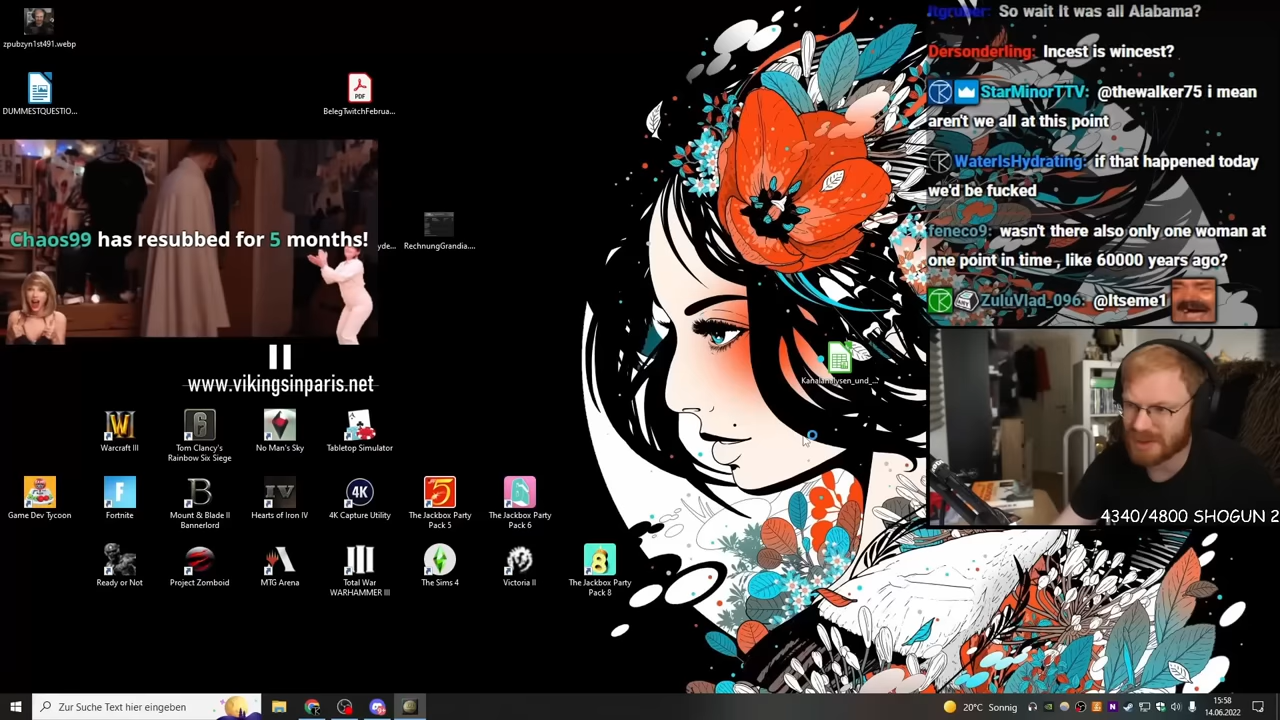 zpubzyn1st491.webp
DUMMESTQUESTIO...
PDF
BelegTwitchFebrua...
Chaos99 has resubbed for 5 months!
yde...
RechnungGrandia....
www.vikingsinparis.net
Kanalanalysen_und_...
Warcraft III
Tom Clancy's
Rainbow Six Siege
No Man's Sky
Tabletop Simulator
Game Dev Tycoon
Fortnite
Mount & Blade II
Bannerlord
Hearts of Iron IV
4K
4K Capture Utility
The Jackbox Party
Pack 5
The Jackbox Party
Pack 6
Ready or Not
Project Zomboid
MTG Arena
Total War
WARHAMMER III
The Sims 4
Victoria II
The Jackbox Party
Pack 8
Itgruber: So wait It was all Alabama?
Dersonderling: Incest is wincest?
StarMinorTTV: @thewalker75 i mean
aren't we all at this point
WaterIsHydrating: if that happened today
we'd be fucked
feneco9: wasn't there also only one woman at
one point in time , like 60000 years ago?
ZuluVlad_096: @Itseme1
4340/4800 SHOGUN 2
Zur Suche Text hier eingeben
20°C Sonnig
15:58
14.06.2022